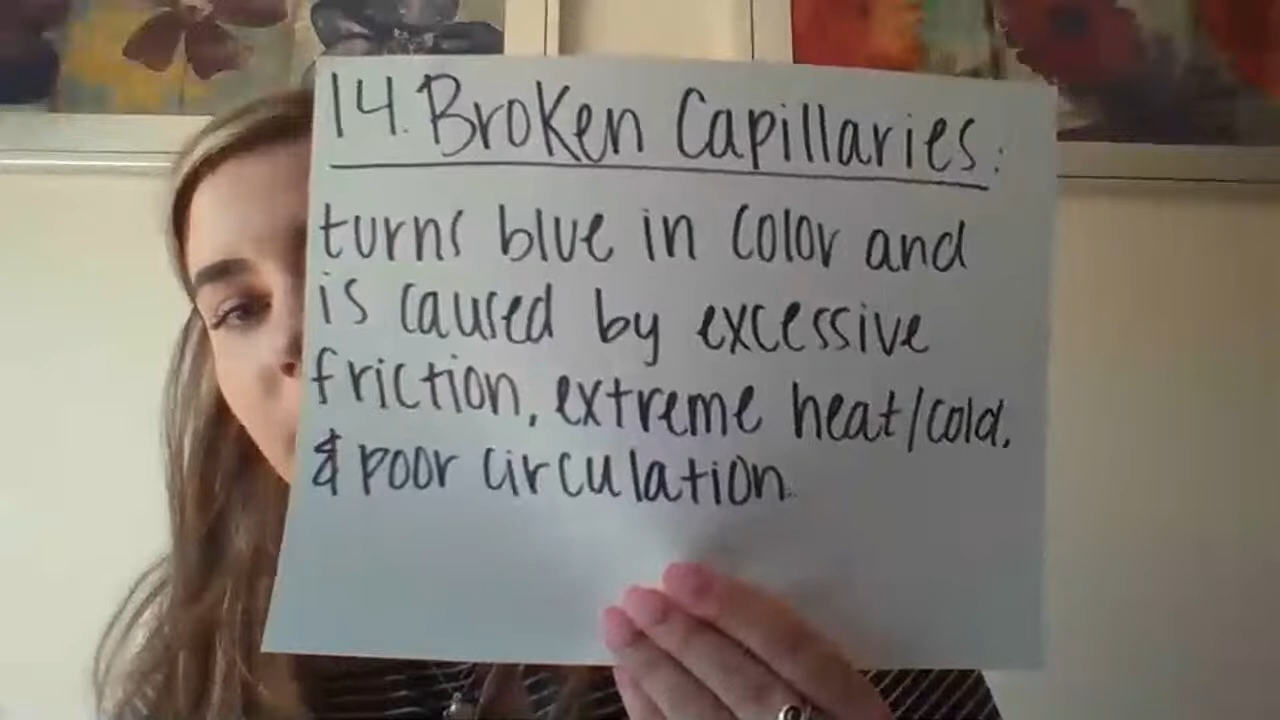 14. Broken Capillaries:
turns blue in color and
is caused by excessive
friction, extreme heat/cold,
& poor circulation.